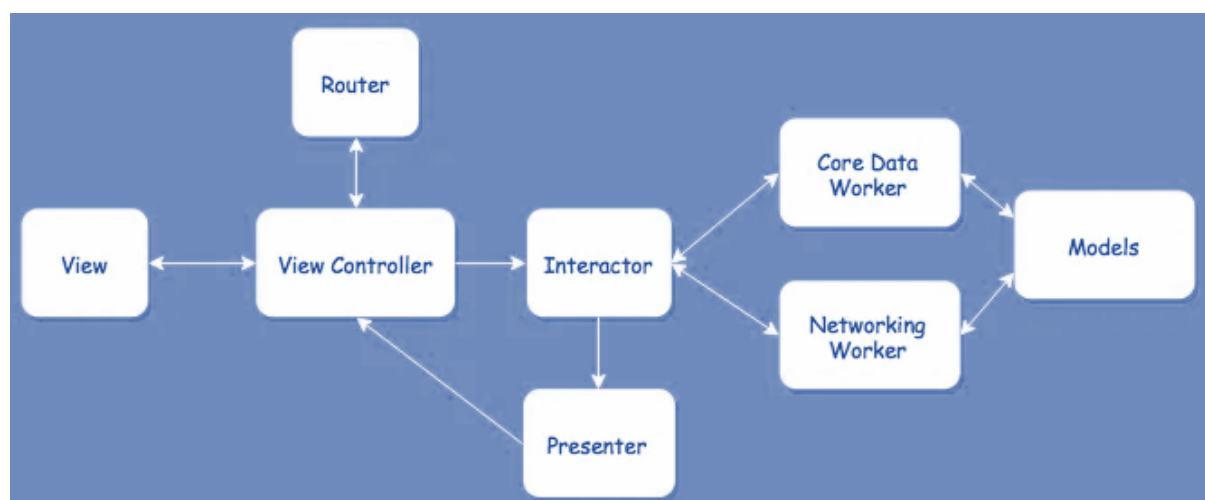 Router
Core Data
Worker
View
View Controller
Interactor
Models
Networking
Worker
Presenter